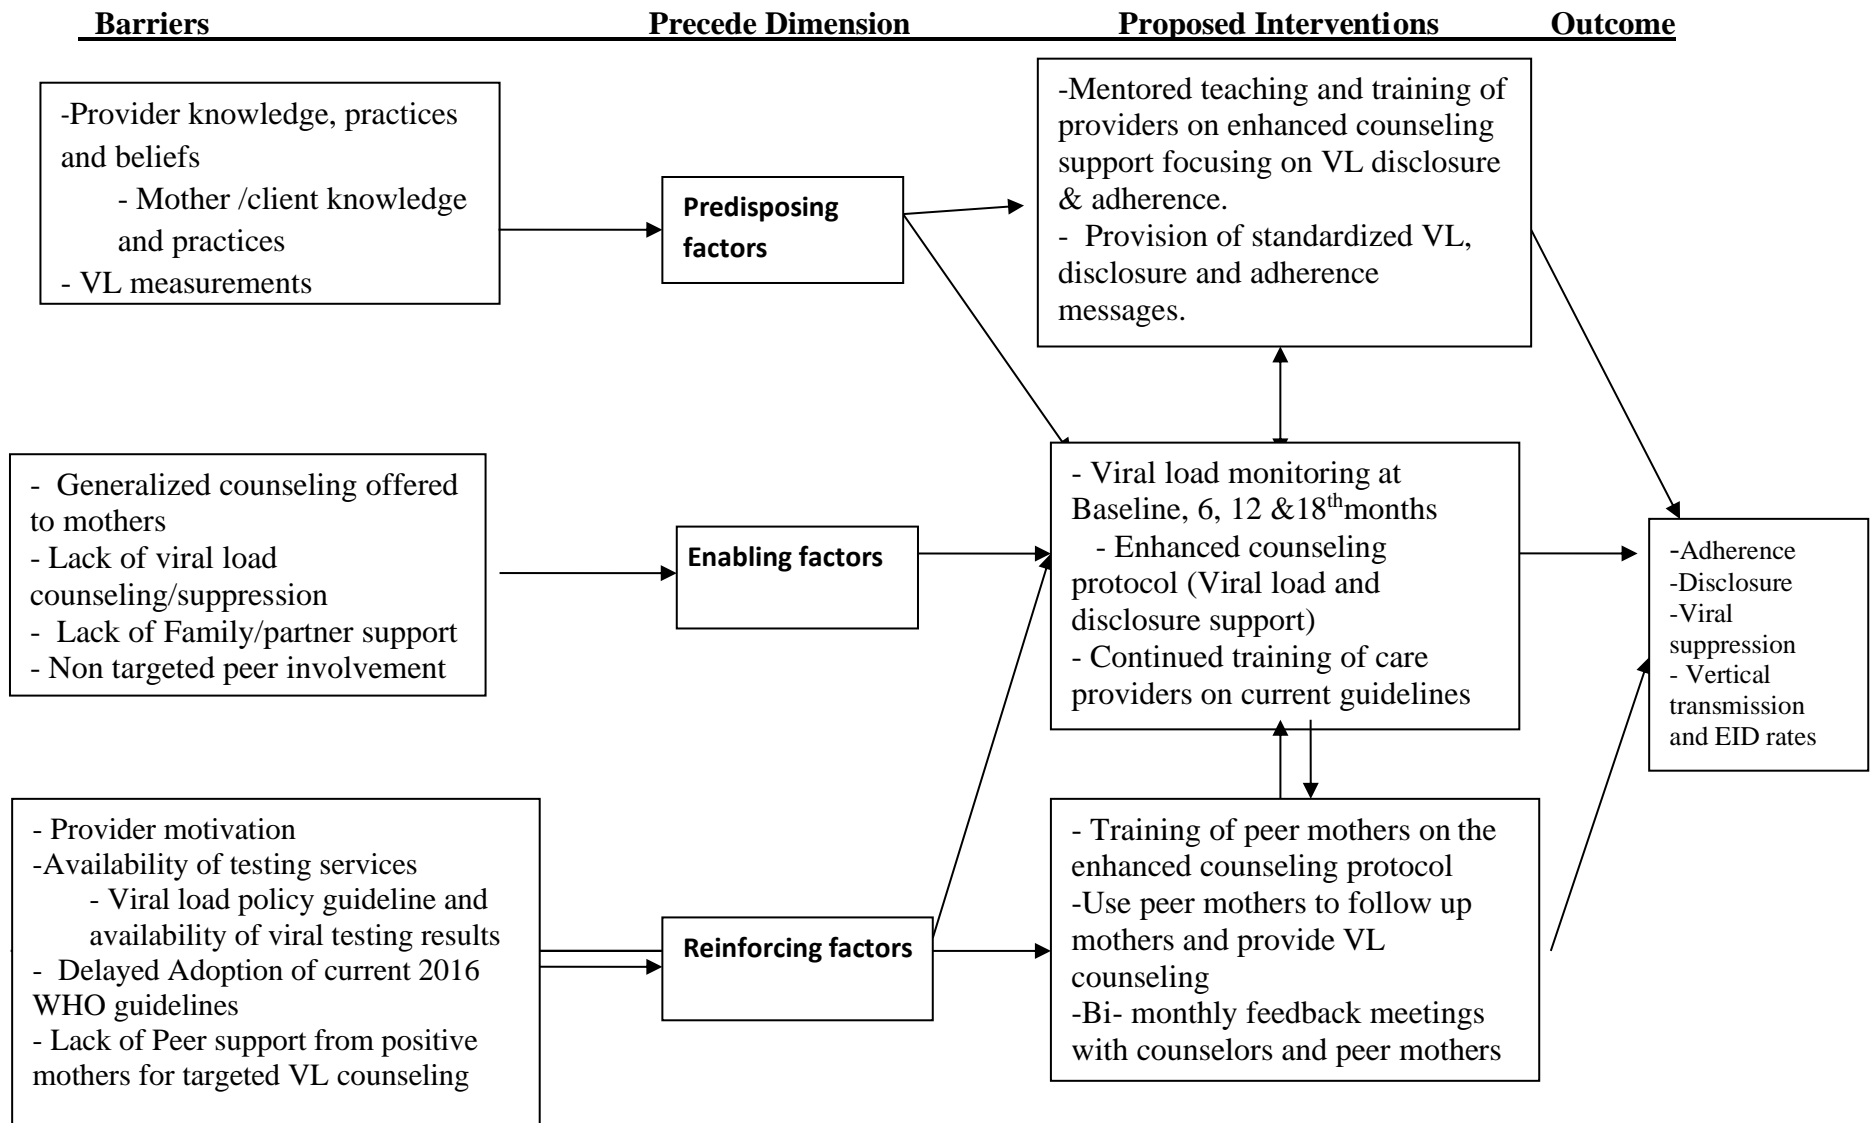 Barriers Precede Dimension Proposed Interventions Outcome
-Provider knowledge, practices
and beliefs
- Mother /client knowledge
and practices
- VL measurements
Predisposing
factors
-Mentored teaching and training of
providers on enhanced counseling
support focusing on VL disclosure
& adherence.
- Provision of standardized VL,
disclosure and adherence
messages.
- Generalized counseling offered
to mothers
- Lack of viral load
counseling/suppression
- Lack of Family/partner support
- Non targeted peer involvement
Enabling factors
- Viral load monitoring at
Baseline, 6, 12 &18th months
- Enhanced counseling
protocol (Viral load and
disclosure support)
- Continued training of care
providers on current guidelines
-Adherence
-Disclosure
-Viral
suppression
- Vertical
transmission
and EID rates
- Provider motivation
-Availability of testing services
- Viral load policy guideline and
availability of viral testing results
- Delayed Adoption of current 2016
WHO guidelines
- Lack of Peer support from positive
mothers for targeted VL counseling
Reinforcing factors
- Training of peer mothers on the
enhanced counseling protocol
-Use peer mothers to follow up
mothers and provide VL
counseling
-Bi- monthly feedback meetings
with counselors and peer mothers